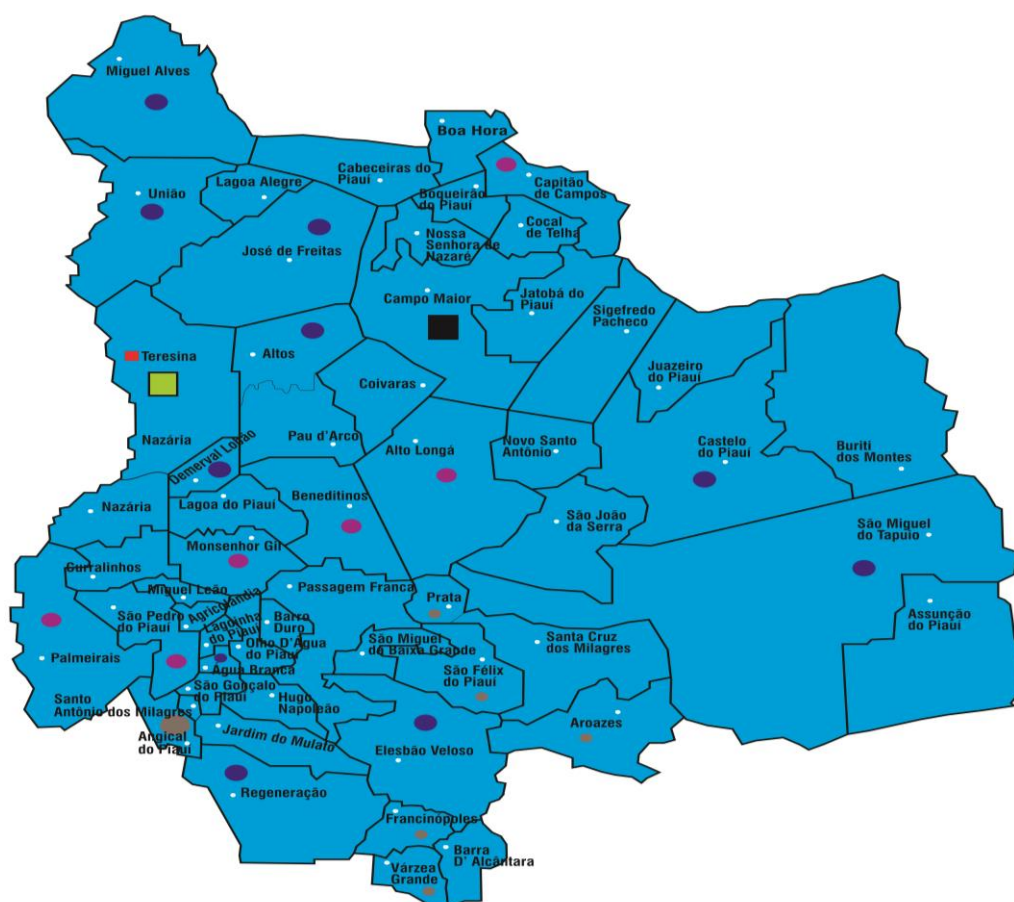 Miguel Alves
Boa Hora
Cabeceiras do
Piauí
Capitão
de Campos
União
Lagoa Alegre
Boqueirão
do Piauí
Cocal
de Telha
Nossa
Senhora de
Nazaré
José de Freitas
Campo Maior
Jatobá do
Piauí
Sigefredo
Pacheco
Teresina
Altos
Juazeiro
do Piauí
Coivaras
Nazária
Demerval Lobão
Pau d'Arco
Alto Longá
Novo Santo
Antônio
Castelo
do Piauí
Buriti
dos Montes
Lagoa do Piauí
Beneditinos
Nazária
São João
da Serra
São Miguel
do Tapuio
Monsenhor Gil
Curralinhos
Miguel Leão
Passagem Franca
Prata
Agricolândia
São Pedro
do Piauí
Lagoinha
do Piauí
Barro
Duro
Assunção
do Piauí
Olho D'Água
do Piauí
São Miguel
da Baixa Grande
Santa Cruz
dos Milagres
Palmeirais
Água Branca
São Félix
do Piauí
São Gonçalo
do Piauí
Hugo
Napoleão
Santo
Antônio dos Milagres
Aroazes
Angical
do Piauí
Jardim do Mulato
Elesbão Veloso
Regeneração
Francinópoles
Barra
D' Alcântara
Várzea
Grande